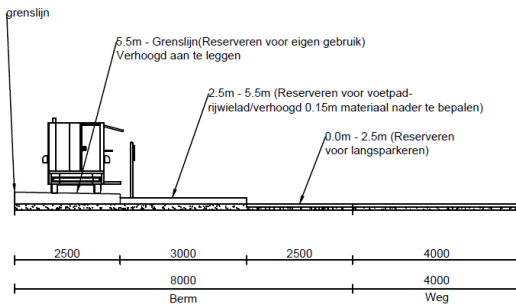 grenslijn
5.5m - Grenslijn(Reserveren voor eigen gebruik)
Verhoogd aan te leggen
2.5m - 5.5m (Reserveren voor voetpad-
rijwielad/verhoogd 0.15m materiaal nader te bepalen)
0.0m - 2.5m (Reserveren
voor langsparkeren)
2500 3000 2500 4000
8000 4000
Berm Weg